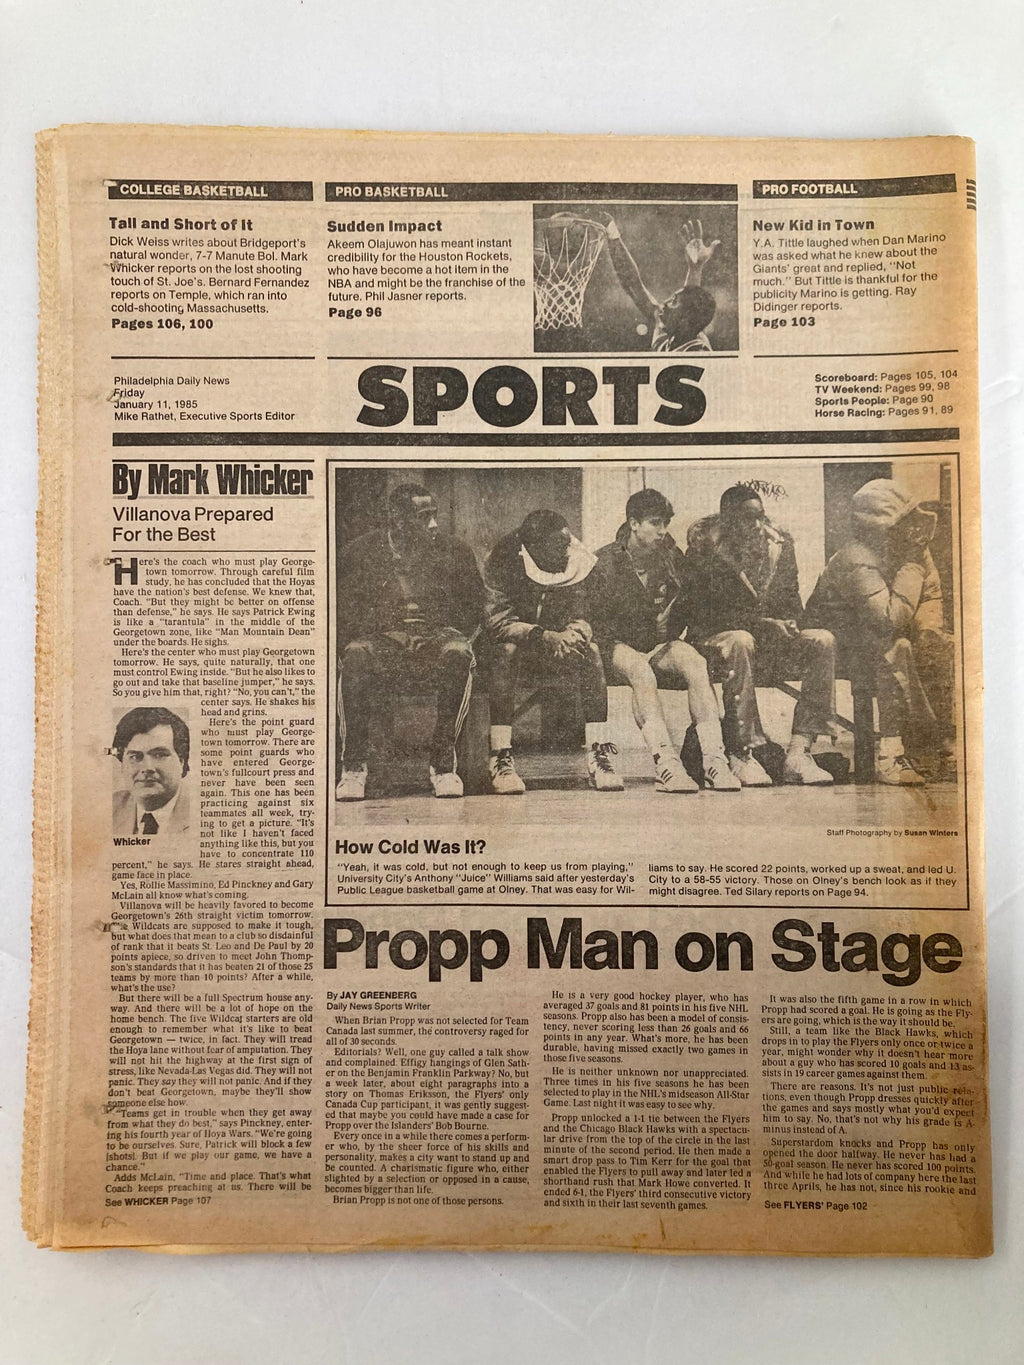 COLLEGE BASKETBALL
Tall and Short of It
Dick Weiss writes about Bridgeport's
natural wonder, 7-7 Manute Bol. Mark
Whicker reports on the lost shooting
touch of St. Joe's. Bernard Fernandez
reports on Temple, which ran into
cold-shooting Massachusetts.
Pages 106, 100
PRO BASKETBALL
Sudden Impact
Akeem Olajuwon has meant instant
credibility for the Houston Rockets,
who have become a hot item in the
NBA and might be the franchise of the
future. Phil Jasner reports.
Page 96
PRO FOOTBALL
New Kid in Town
Y.A. Tittle laughed when Dan Marino
was asked what he knew about the
Giants' great and replied, "Not
much." But Tittle is thankful for the
publicity Marino is getting. Ray
Didinger reports.
Page 103
Philadelphia Daily News
Friday
January 11, 1985
Mike Rathet, Executive Sports Editor
SPORTS
Scoreboard: Pages 105, 104
TV Weekend: Pages 99, 98
Sports People: Page 90
Horse Racing: Pages 91, 89
By Mark Whicker
Villanova Prepared
For the Best
Here's the coach who must play George-
town tomorrow. Through careful film
study, he has concluded that the Hoyas
have the nation's best defense. We knew that,
Coach. "But they might be better on offense
than defense," he says. He says Patrick Ewing
is like a "tarantula" in the middle of the
Georgetown zone, like "Man Mountain Dean"
under the boards. He sighs.
Here's the center who must play Georgetown
tomorrow. He says, quite naturally, that one
must control Ewing inside. "But he also likes to
go out and take that baseline jumper," he says.
So you give him that, right? "No, you can't," the
center says. He shakes his
head and grins.
Here's the point guard
who must play George-
town tomorrow. There are
some point guards who
have entered George-
town's fullcourt press and
never have been seen
again. This one has been
practicing against six
teammates all week, try-
ing to get a picture. "It's
not like I haven't faced
anything like this, but you
have to concentrate 110
Whicker
percent," he says. He stares straight ahead,
game face in place.
Yes, Rollie Massimino, Ed Pinckney and Gary
McLain all know what's coming.
Villanova will be heavily favored to become
Georgetown's 26th straight victim tomorrow.
The Wildcats are supposed to make it tough,
but what does that mean to a club so disdainful
of rank that it beats St. Leo and De Paul by 20
points apiece, so driven to meet John Thomp-
son's standards that it has beaten 21 of those 25
teams by more than 10 points? After a while,
what's the use?
But there will be a full Spectrum house any-
way. And there will be a lot of hope on the
home bench. The five Wildcat starters are old
enough to remember what it's like to beat
Georgetown — twice, in fact. They will tread
the Hoya lane without fear of amputation. They
will not hit the highway at the first sign of
stress, like Nevada-Las Vegas did. They will not
panic. They say they will not panic. And if they
don't beat Georgetown, maybe they'll show
someone else how.
"Teams get in trouble when they get away
from what they do best," says Pinckney, enter-
ing his fourth year of Hoya Wars. "We're going
to be ourselves. Sure, Patrick will block a few
[shots]. But if we play our game, we have a
chance."
Adds McLain, "Time and place. That's what
Coach keeps preaching at us. There will be
See WHICKER Page 107
Staff Photography by Susan Winters
How Cold Was It?
"Yeah, it was cold, but not enough to keep us from playing,"
University City's Anthony "Juice" Williams said after yesterday's
Public League basketball game at Olney. That was easy for Wil-
liams to say. He scored 22 points, worked up a sweat, and led U.
City to a 58-55 victory. Those on Olney's bench look as if they
might disagree. Ted Silary reports on Page 94.
Propp Man on Stage
By JAY GREENBERG
Daily News Sports Writer
When Brian Propp was not selected for Team
Canada last summer, the controversy raged for
all of 30 seconds.
Editorials? Well, one guy called a talk show
and complained. Effigy hangings of Glen Sath-
er on the Benjamin Franklin Parkway? No, but
a week later, about eight paragraphs into a
story on Thomas Eriksson, the Flyers' only
Canada Cup participant, it was gently suggest-
ed that maybe you could have made a case for
Propp over the Islanders' Bob Bourne.
Every once in a while there comes a perform-
er who, by the sheer force of his skills and
personality, makes a city want to stand up and
be counted. A charismatic figure who, either
slighted by a selection or opposed in a cause,
becomes bigger than life.
Brian Propp is not one of those persons.
He is a very good hockey player, who has
averaged 37 goals and 81 points in his five NHL
seasons. Propp also has been a model of consis-
tency, never scoring less than 26 goals and 66
points in any year. What's more, he has been
durable, having missed exactly two games in
those five seasons.
He is neither unknown nor unappreciated.
Three times in his five seasons he has been
selected to play in the NHL's midseason All-Star
Game. Last night it was easy to see why.
Propp unlocked a 1-1 tie between the Flyers
and the Chicago Black Hawks with a spectacu-
lar drive from the top of the circle in the last
minute of the second period. He then made a
smart drop pass to Tim Kerr for the goal that
enabled the Flyers to pull away and later led a
shorthand rush that Mark Howe converted. It
ended 6-1, the Flyers' third consecutive victory
and sixth in their last seventh games.
It was also the fifth game in a row in which
Propp had scored a goal. He is going as the Fly-
ers are going, which is the way it should be.
Still, a team like the Black Hawks, which
drops in to play the Flyers only once or twice a
year, might wonder why it doesn't hear more
about a guy who has scored 10 goals and 13 as-
sists in 19 career games against them.
There are reasons. It's not just public rela-
tions, even though Propp dresses quickly after
the games and says mostly what you'd expect
him to say. No, that's not why his grade is A-
minus instead of A.
Superstardom knocks and Propp has only
opened the door halfway. He never has had a
50-goal season. He never has scored 100 points.
And while he had lots of company here the last
three Aprils, he has not, since his rookie and
See FLYERS' Page 102